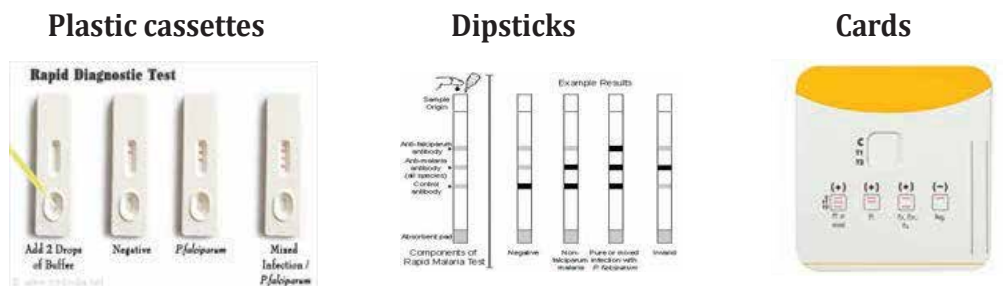 Plastic cassettes
Dipsticks
Cards
Rapid Diagnostic Test
Add 2 Drops
of Buffer
Negative
P.falciparum
Mixed
Infection /
P.falciparum
Example Results
Sample
Origin
Anti-falciparum
antibody
Anti-malaria
antibody
(all species)
Control
antibody
Absorbent pad
Components of
Rapid Malaria Test
Negative
Non-
falciparum
malaria
Pure or mixed
infection with
P. falciparum
Invalid
C
T1
T2
(+)
(+)
(+)
(-)